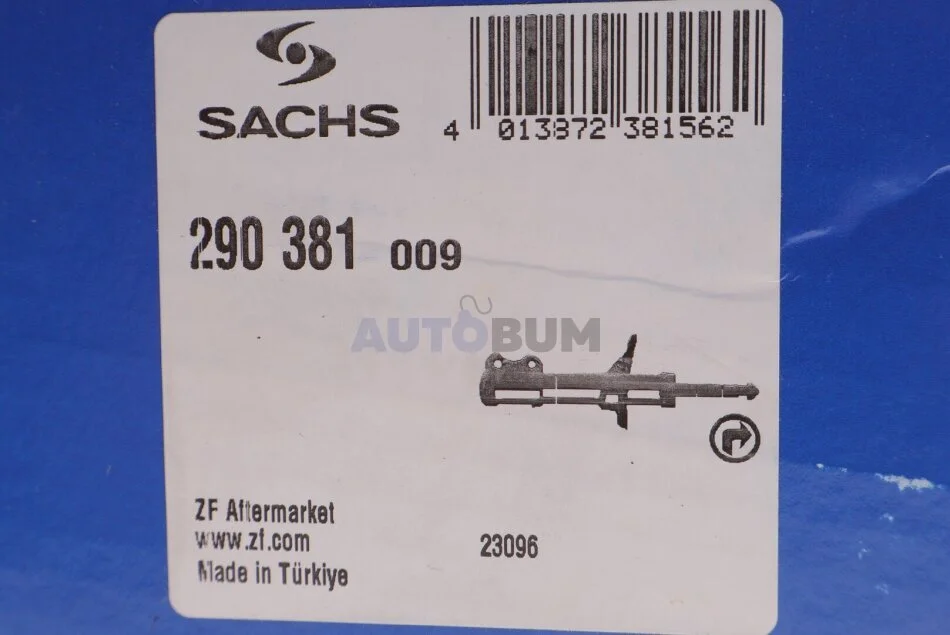 SACHS
4 013872 381562
290 381 009
AUTOBUM
ZF Aftermarket
www.zf.com
23096
Made in Türkiye